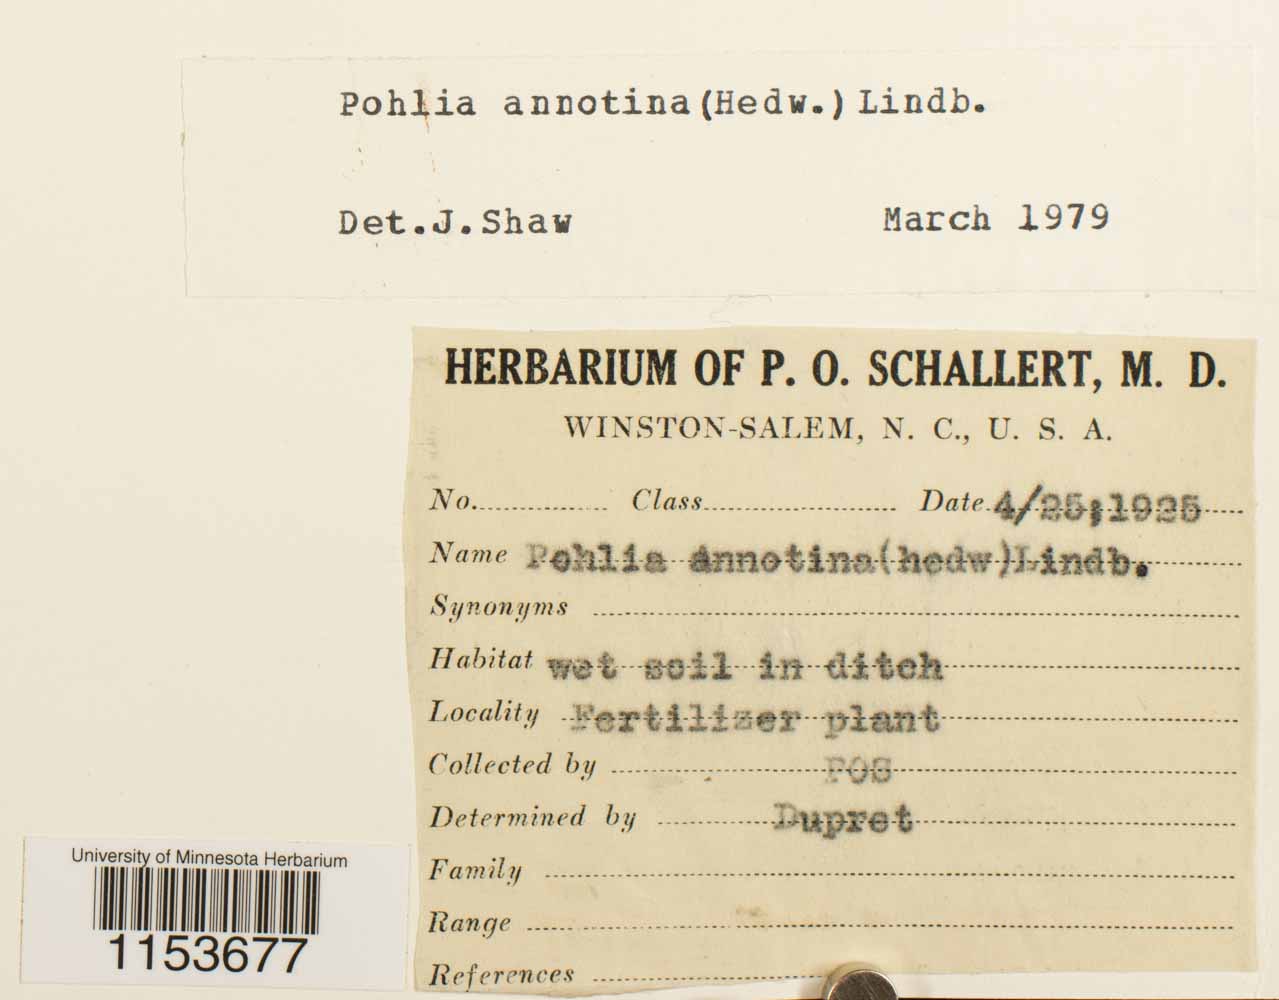 Pohlia annotina (Hedw.) Lindb.
Det. J. Shaw March 1979
HERBARIUM OF P. O. SCHALLERT, M. D.
WINSTON-SALEM, N. C., U. S. A.
No. Class Date 4/25;1925
Name Pohlia annotina(hedw)Lindb.
Synonyms
Habitat wet soil in ditch
Locality Fertilizer plant
Collected by POS
Determined by Dupret
Family
Range
References
University of Minnesota Herbarium
1153677